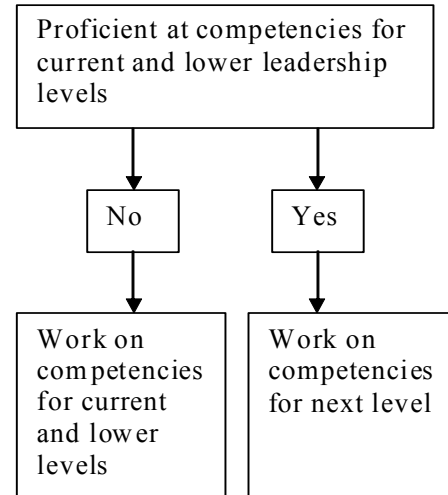 Proficient at competencies for
current and lower leadership
levels
No
Yes
Work on
competencies
for current
and lower
levels
Work on
competencies
for next level